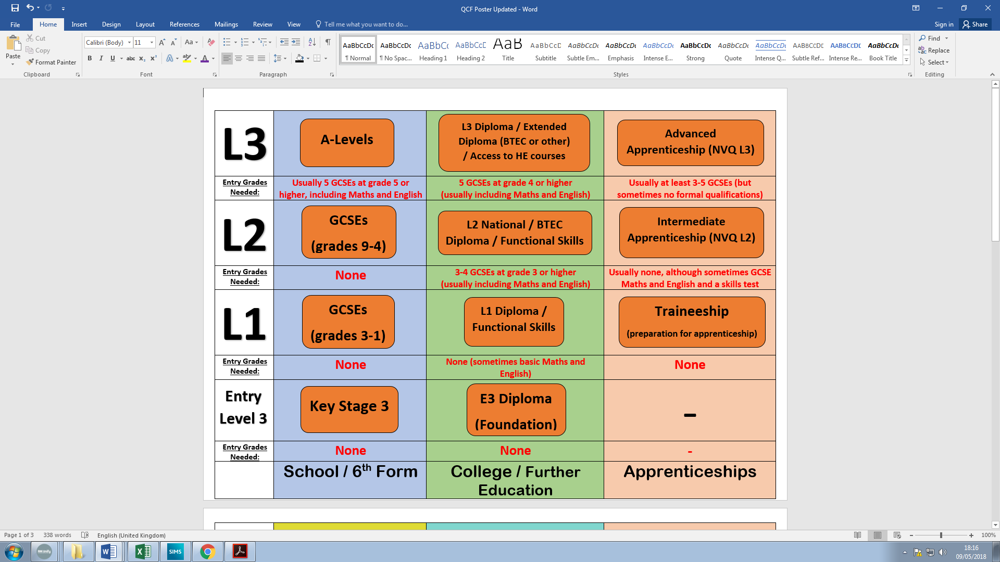 QCF Poster Updated - Word
File Home Insert Design Layout References Mailings Review View Tell me what you want to do... Sign in Share
Paste
Cut
Copy
Format Painter
Clipboard
Calibri (Body) 11
Font
Paragraph
AaBbCcDc AaBbCcDc AaBbCc AaBbCcD AaB AaBbCcD AaBbCcDc AaBbCcDc AaBbCcDc AaBbCcDc AaBbCcDc AaBbCcDc AABBCCDE AABBCCDE AaBbCcDc
¶ Normal ¶ No Spac... Heading 1 Heading 2 Title Subtitle Subtle Em... Emphasis Intense E... Strong Quote Intense Q... Subtle Ref... Intense Re... Book Title
Styles
Find
Replace
Select
Editing
L3
A-Levels
L3 Diploma / Extended
Diploma (BTEC or other)
/ Access to HE courses
Advanced
Apprenticeship (NVQ L3)
Entry Grades
Needed:
Usually 5 GCSEs at grade 5 or
higher, including Maths and English
5 GCSEs at grade 4 or higher
(usually including Maths and English)
Usually at least 3-5 GCSEs (but
sometimes no formal qualifications)
L2
GCSEs
(grades 9-4)
L2 National / BTEC
Diploma / Functional Skills
Intermediate
Apprenticeship (NVQ L2)
Entry Grades
Needed:
None
3-4 GCSEs at grade 3 or higher
(usually including Maths and English)
Usually none, although sometimes GCSE
Maths and English and a skills test
L1
GCSEs
(grades 3-1)
L1 Diploma /
Functional Skills
Traineeship
(preparation for apprenticeship)
Entry Grades
Needed:
None
None (sometimes basic Maths and
English)
None
Entry
Level 3
Key Stage 3
E3 Diploma
(Foundation)
–
Entry Grades
Needed:
None
None
-
School / 6th Form
College / Further
Education
Apprenticeships
Page 1 of 3 338 words English (United Kingdom) 100%
RM Unify
SIMS
18:16
09/05/2018